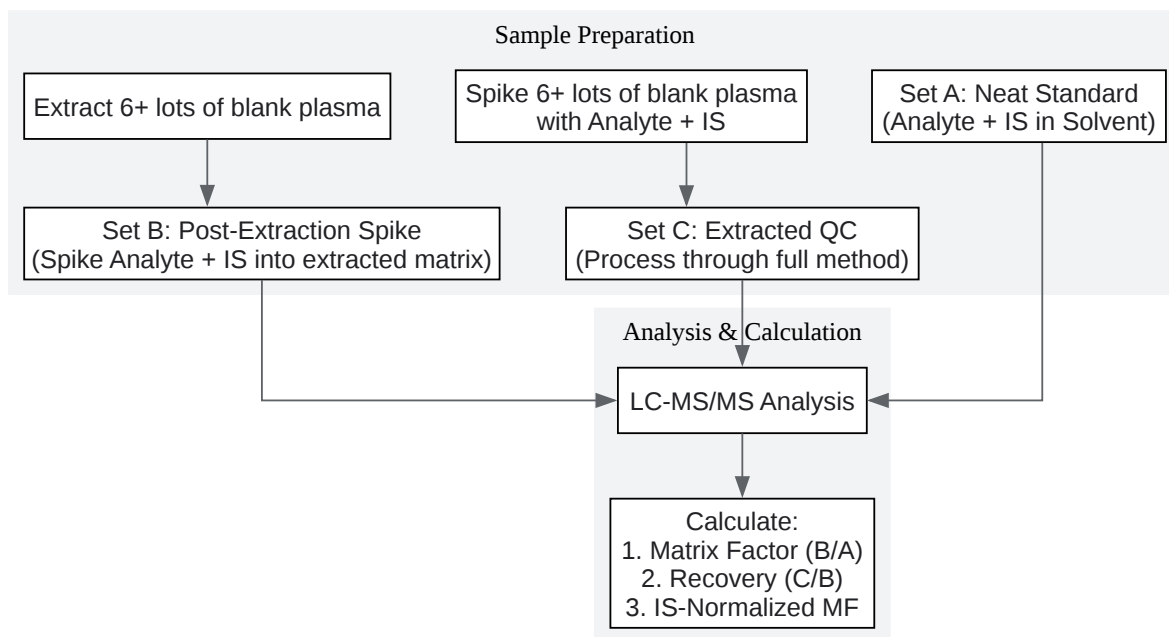 Sample Preparation
Extract 6+ lots of blank plasma
Spike 6+ lots of blank plasma
with Analyte + IS
Set A: Neat Standard
(Analyte + IS in Solvent)
Set B: Post-Extraction Spike
(Spike Analyte + IS into extracted matrix)
Set C: Extracted QC
(Process through full method)
Analysis & Calculation
LC-MS/MS Analysis
Calculate:
1. Matrix Factor (B/A)
2. Recovery (C/B)
3. IS-Normalized MF